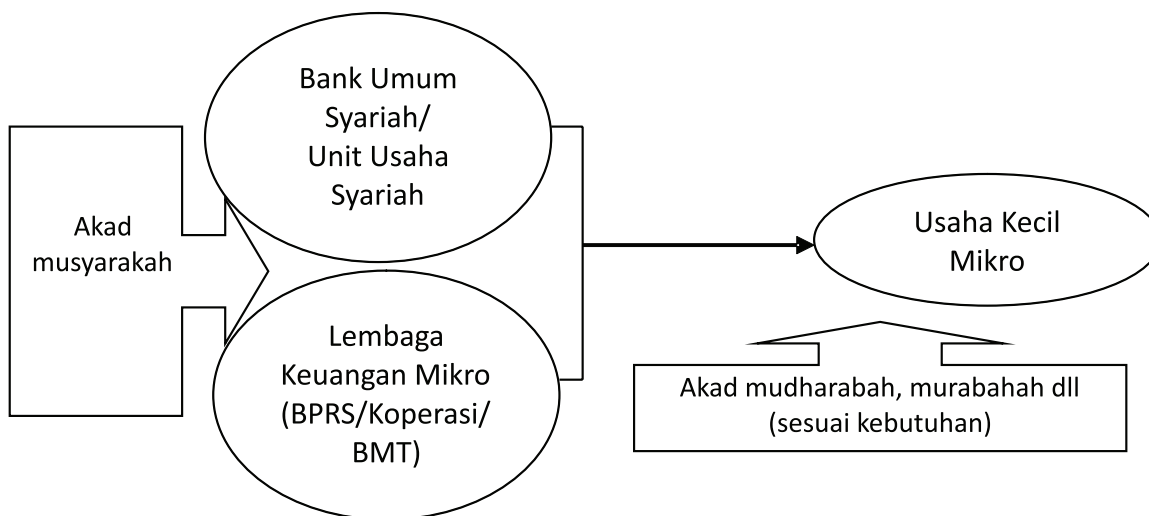 Bank Umum
Syariah/
Unit Usaha
Syariah
Akad
musyarakah
Lembaga
Keuangan Mikro
(BPRS/Koperasi/
BMT)
Usaha Kecil
Mikro
Akad mudharabah, murabahah dll
(sesuai kebutuhan)